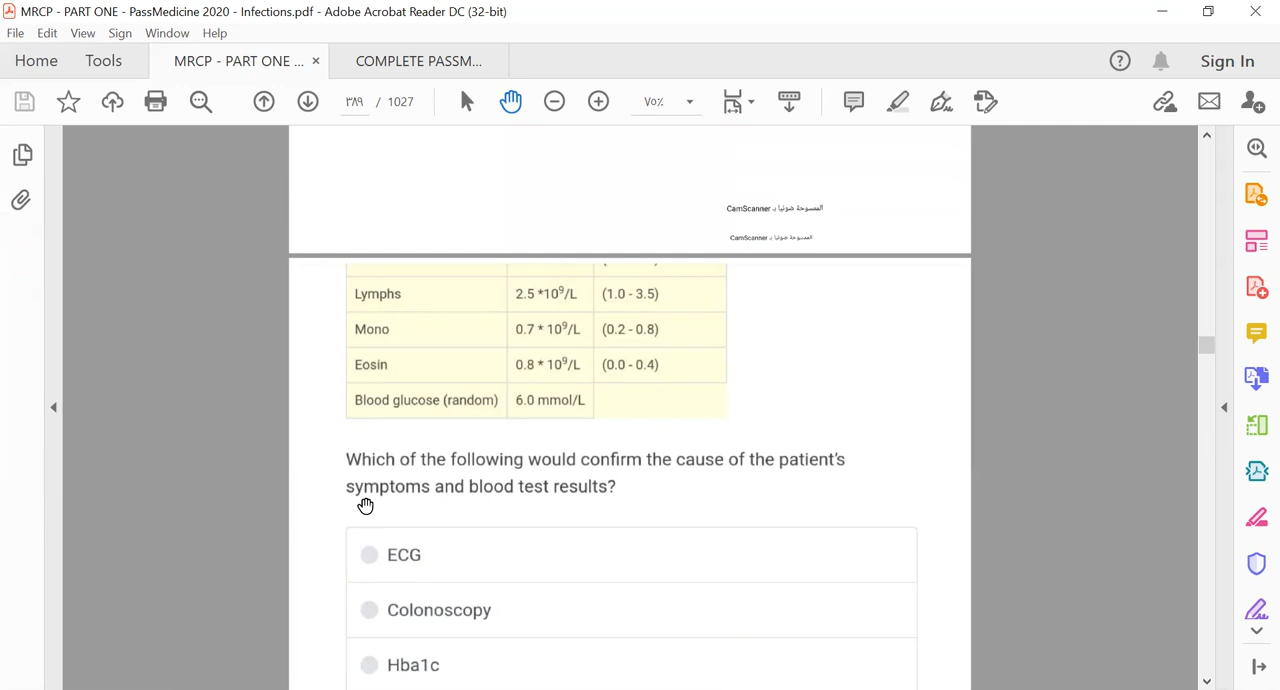 MRCP - PART ONE - PassMedicine 2020 - Infections.pdf - Adobe Acrobat Reader DC (32-bit)
File Edit View Sign Window Help
Home Tools MRCP - PART ONE ... × COMPLETE PASSM... Sign In
٣٨٩ / 1027 ٧٥٪
الممسوحة ضوئيا بـ CamScanner
الممسوحة ضوئيا بـ CamScanner
Lymphs 2.5 *10⁹/L (1.0 - 3.5)
Mono 0.7 * 10⁹/L (0.2 - 0.8)
Eosin 0.8 * 10⁹/L (0.0 - 0.4)
Blood glucose (random) 6.0 mmol/L
Which of the following would confirm the cause of the patient's
symptoms and blood test results?
ECG
Colonoscopy
Hba1c